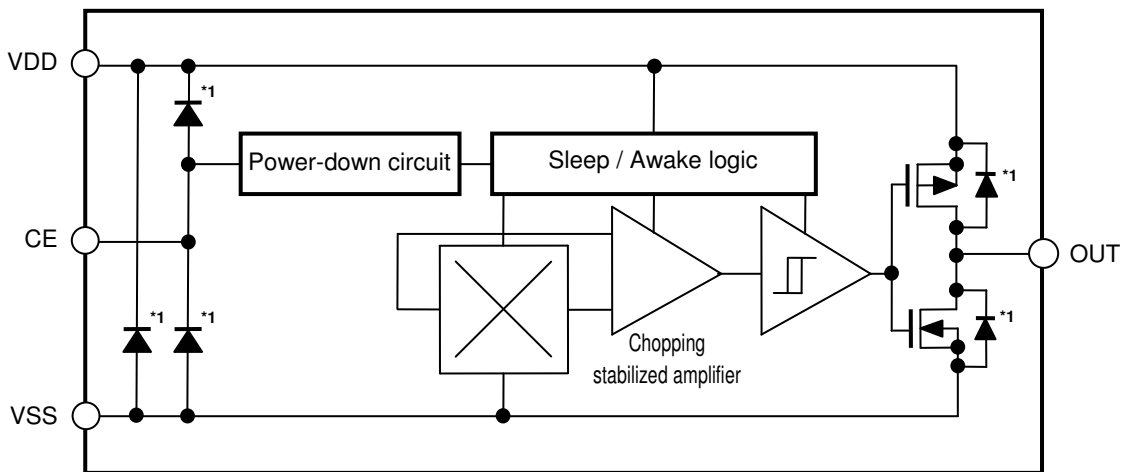 VDD
*1
Power-down circuit
Sleep / Awake logic
*1
CE
OUT
*1
*1
*1
Chopping
stabilized amplifier
VSS